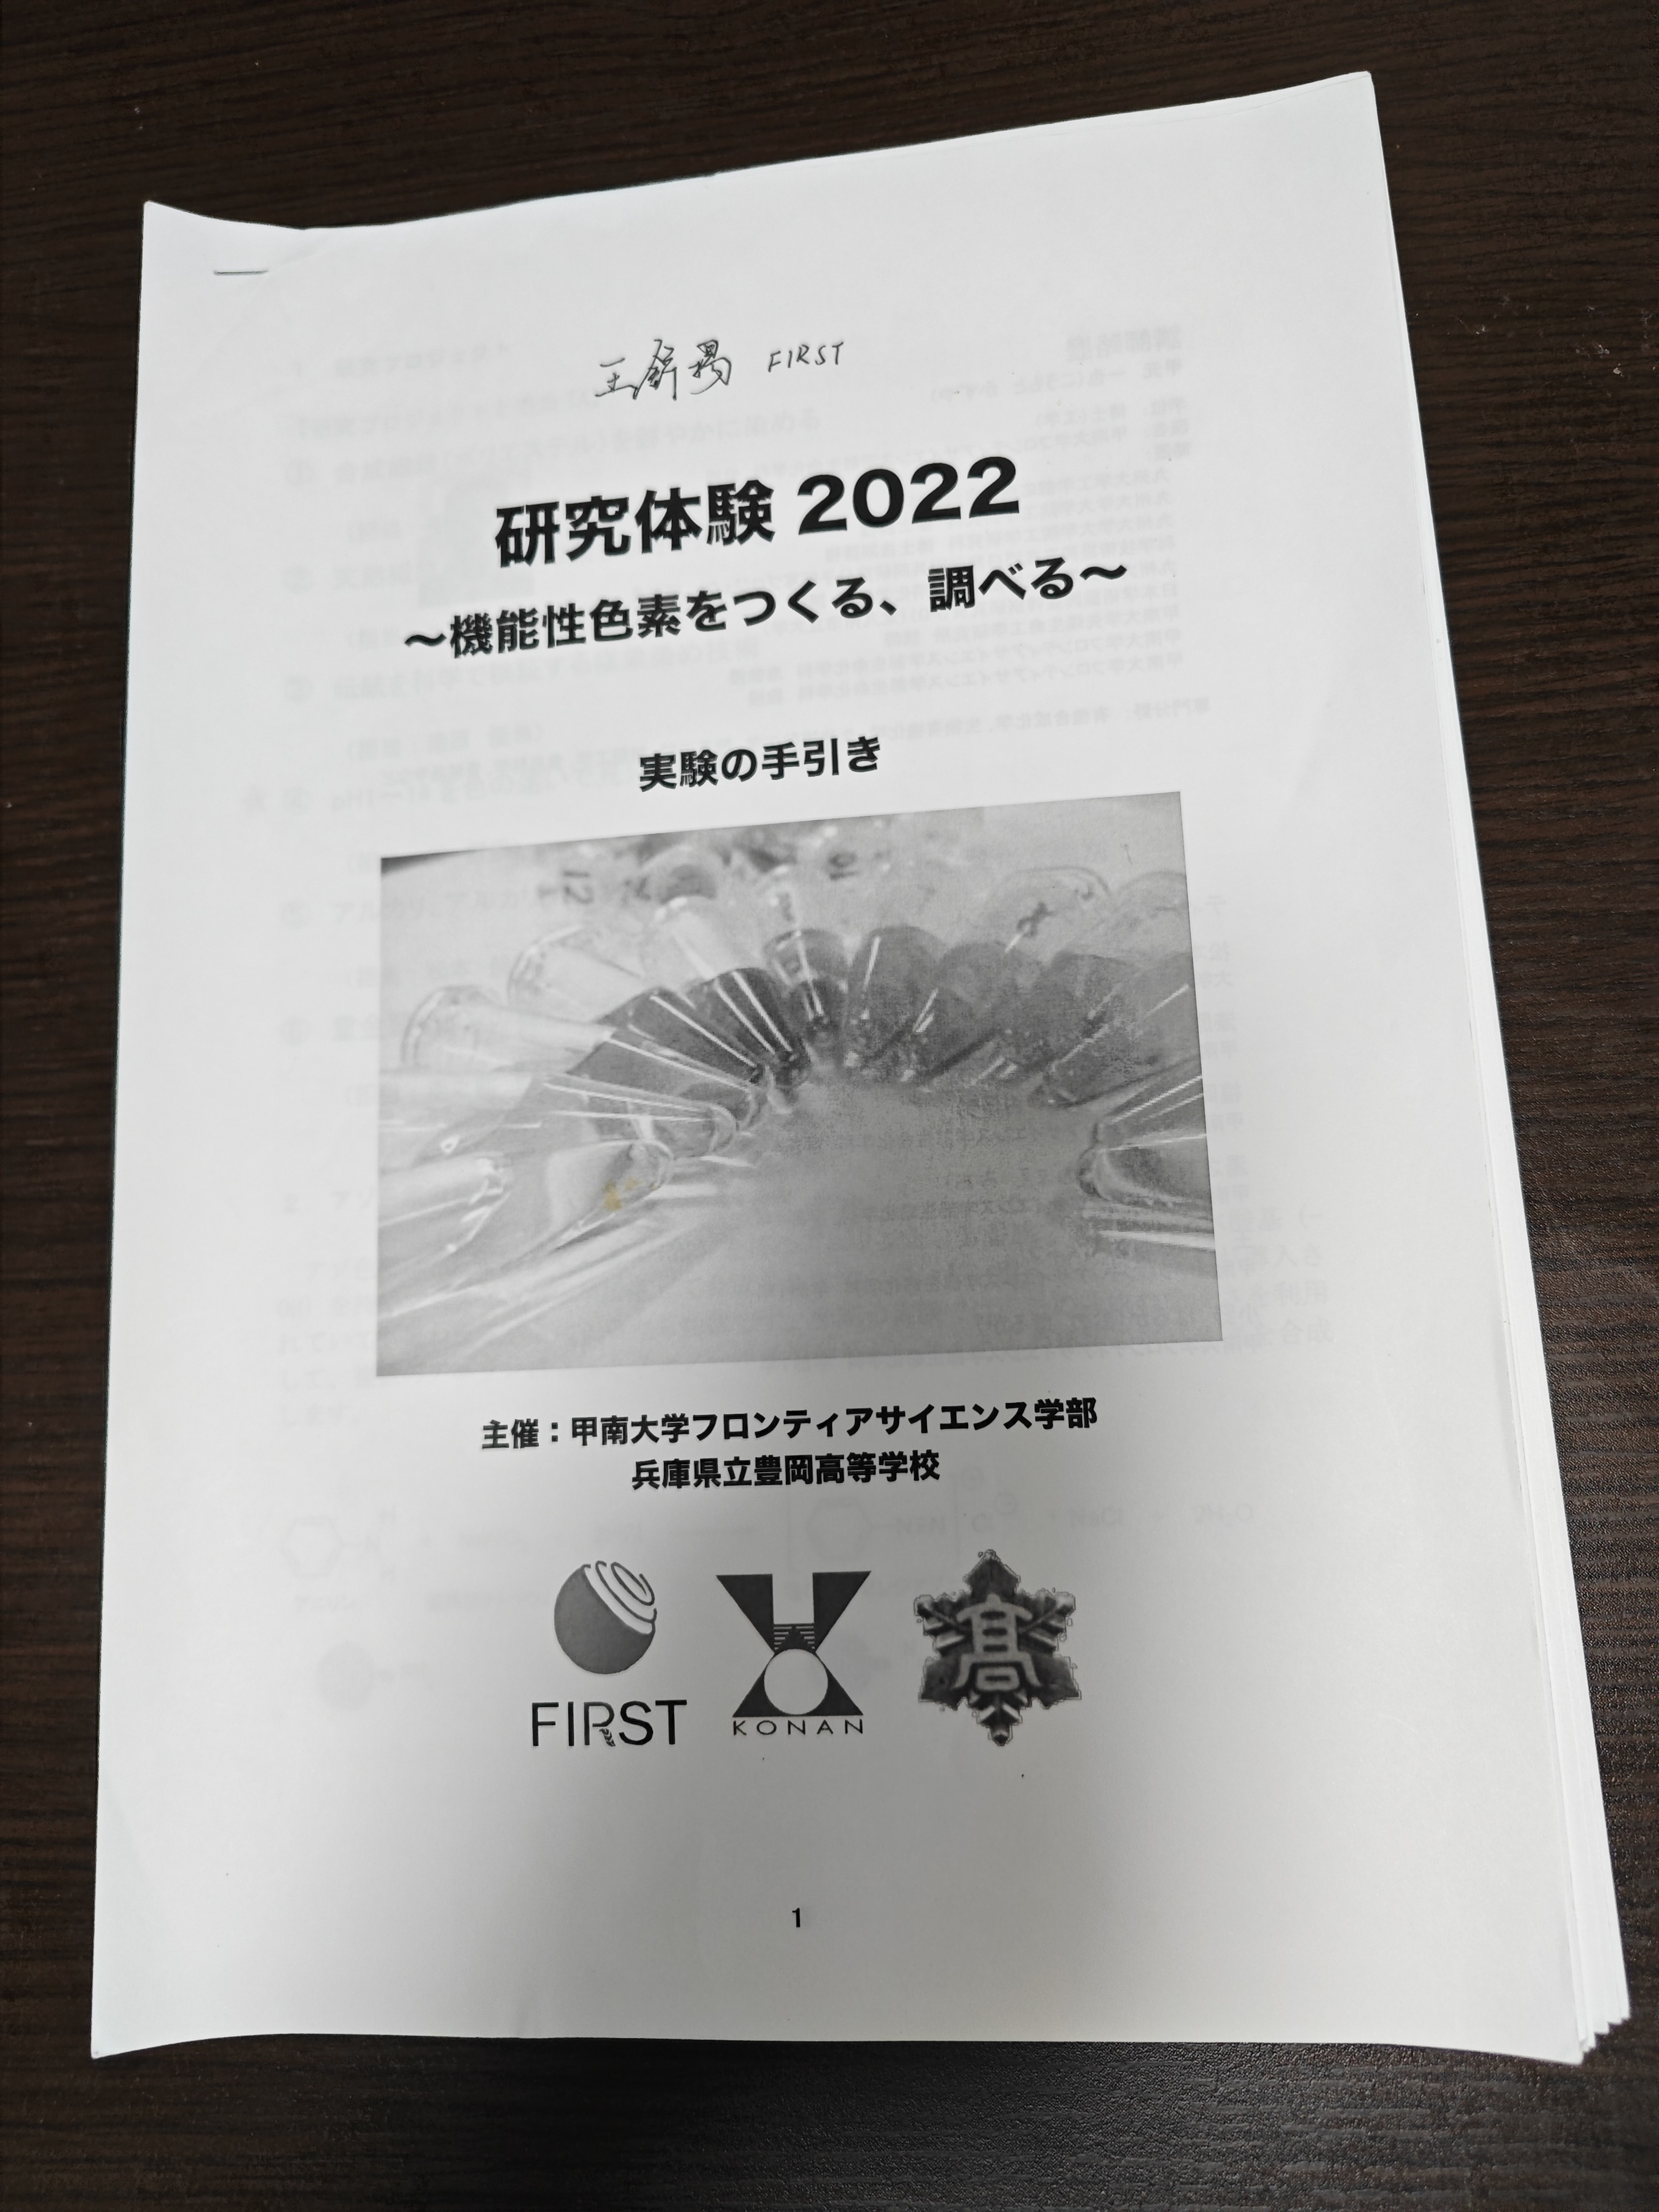 王 FIRST
研究体験 2022
〜機能性色素をつくる、調べる〜
実験の手引き
主催：甲南大学フロンティアサイエンス学部
兵庫県立豊岡高等学校
髙
FIRST
KONAN
1